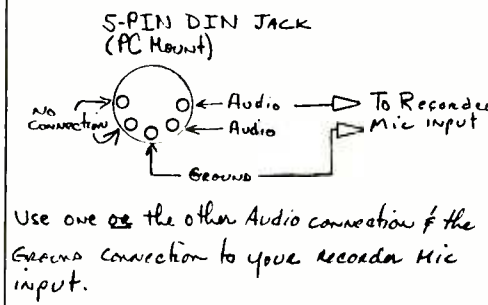 5-PIN DIN JACK
(PC Mount)
NO
CONNECTION
Audio
Audio
To Recorder
Mic input
GROUND
Use one or the other Audio connection & the
GROUND connection to your recorder Mic
input.